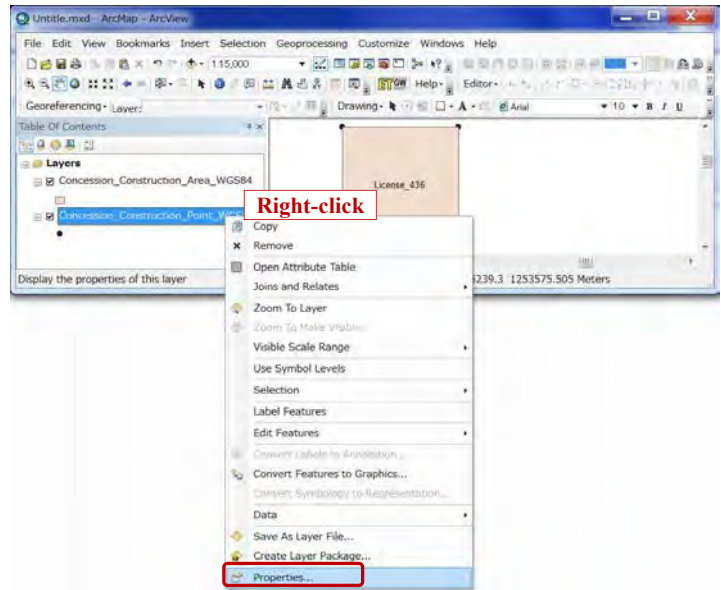 Untitle.mxd - ArcMap - ArcView
File Edit View Bookmarks Insert Selection Geoprocessing Customize Windows Help
1:15,000
Help Editor
Georeferencing Layer: Drawing A Arial 10 B I U
Table Of Contents
Layers
Concession_Construction_Area_WGS84
License_436
Right-click
Concession_Construction_Point_WGS
Copy
Remove
Open Attribute Table
Display the properties of this layer
6239.3 1253575.505 Meters
Joins and Relates
Zoom To Layer
Zoom To Make Visible
Visible Scale Range
Use Symbol Levels
Selection
Label Features
Edit Features
Convert Labels to Annotation...
Convert Features to Graphics...
Convert Symbology to Representation...
Data
Save As Layer File...
Create Layer Package...
Properties...